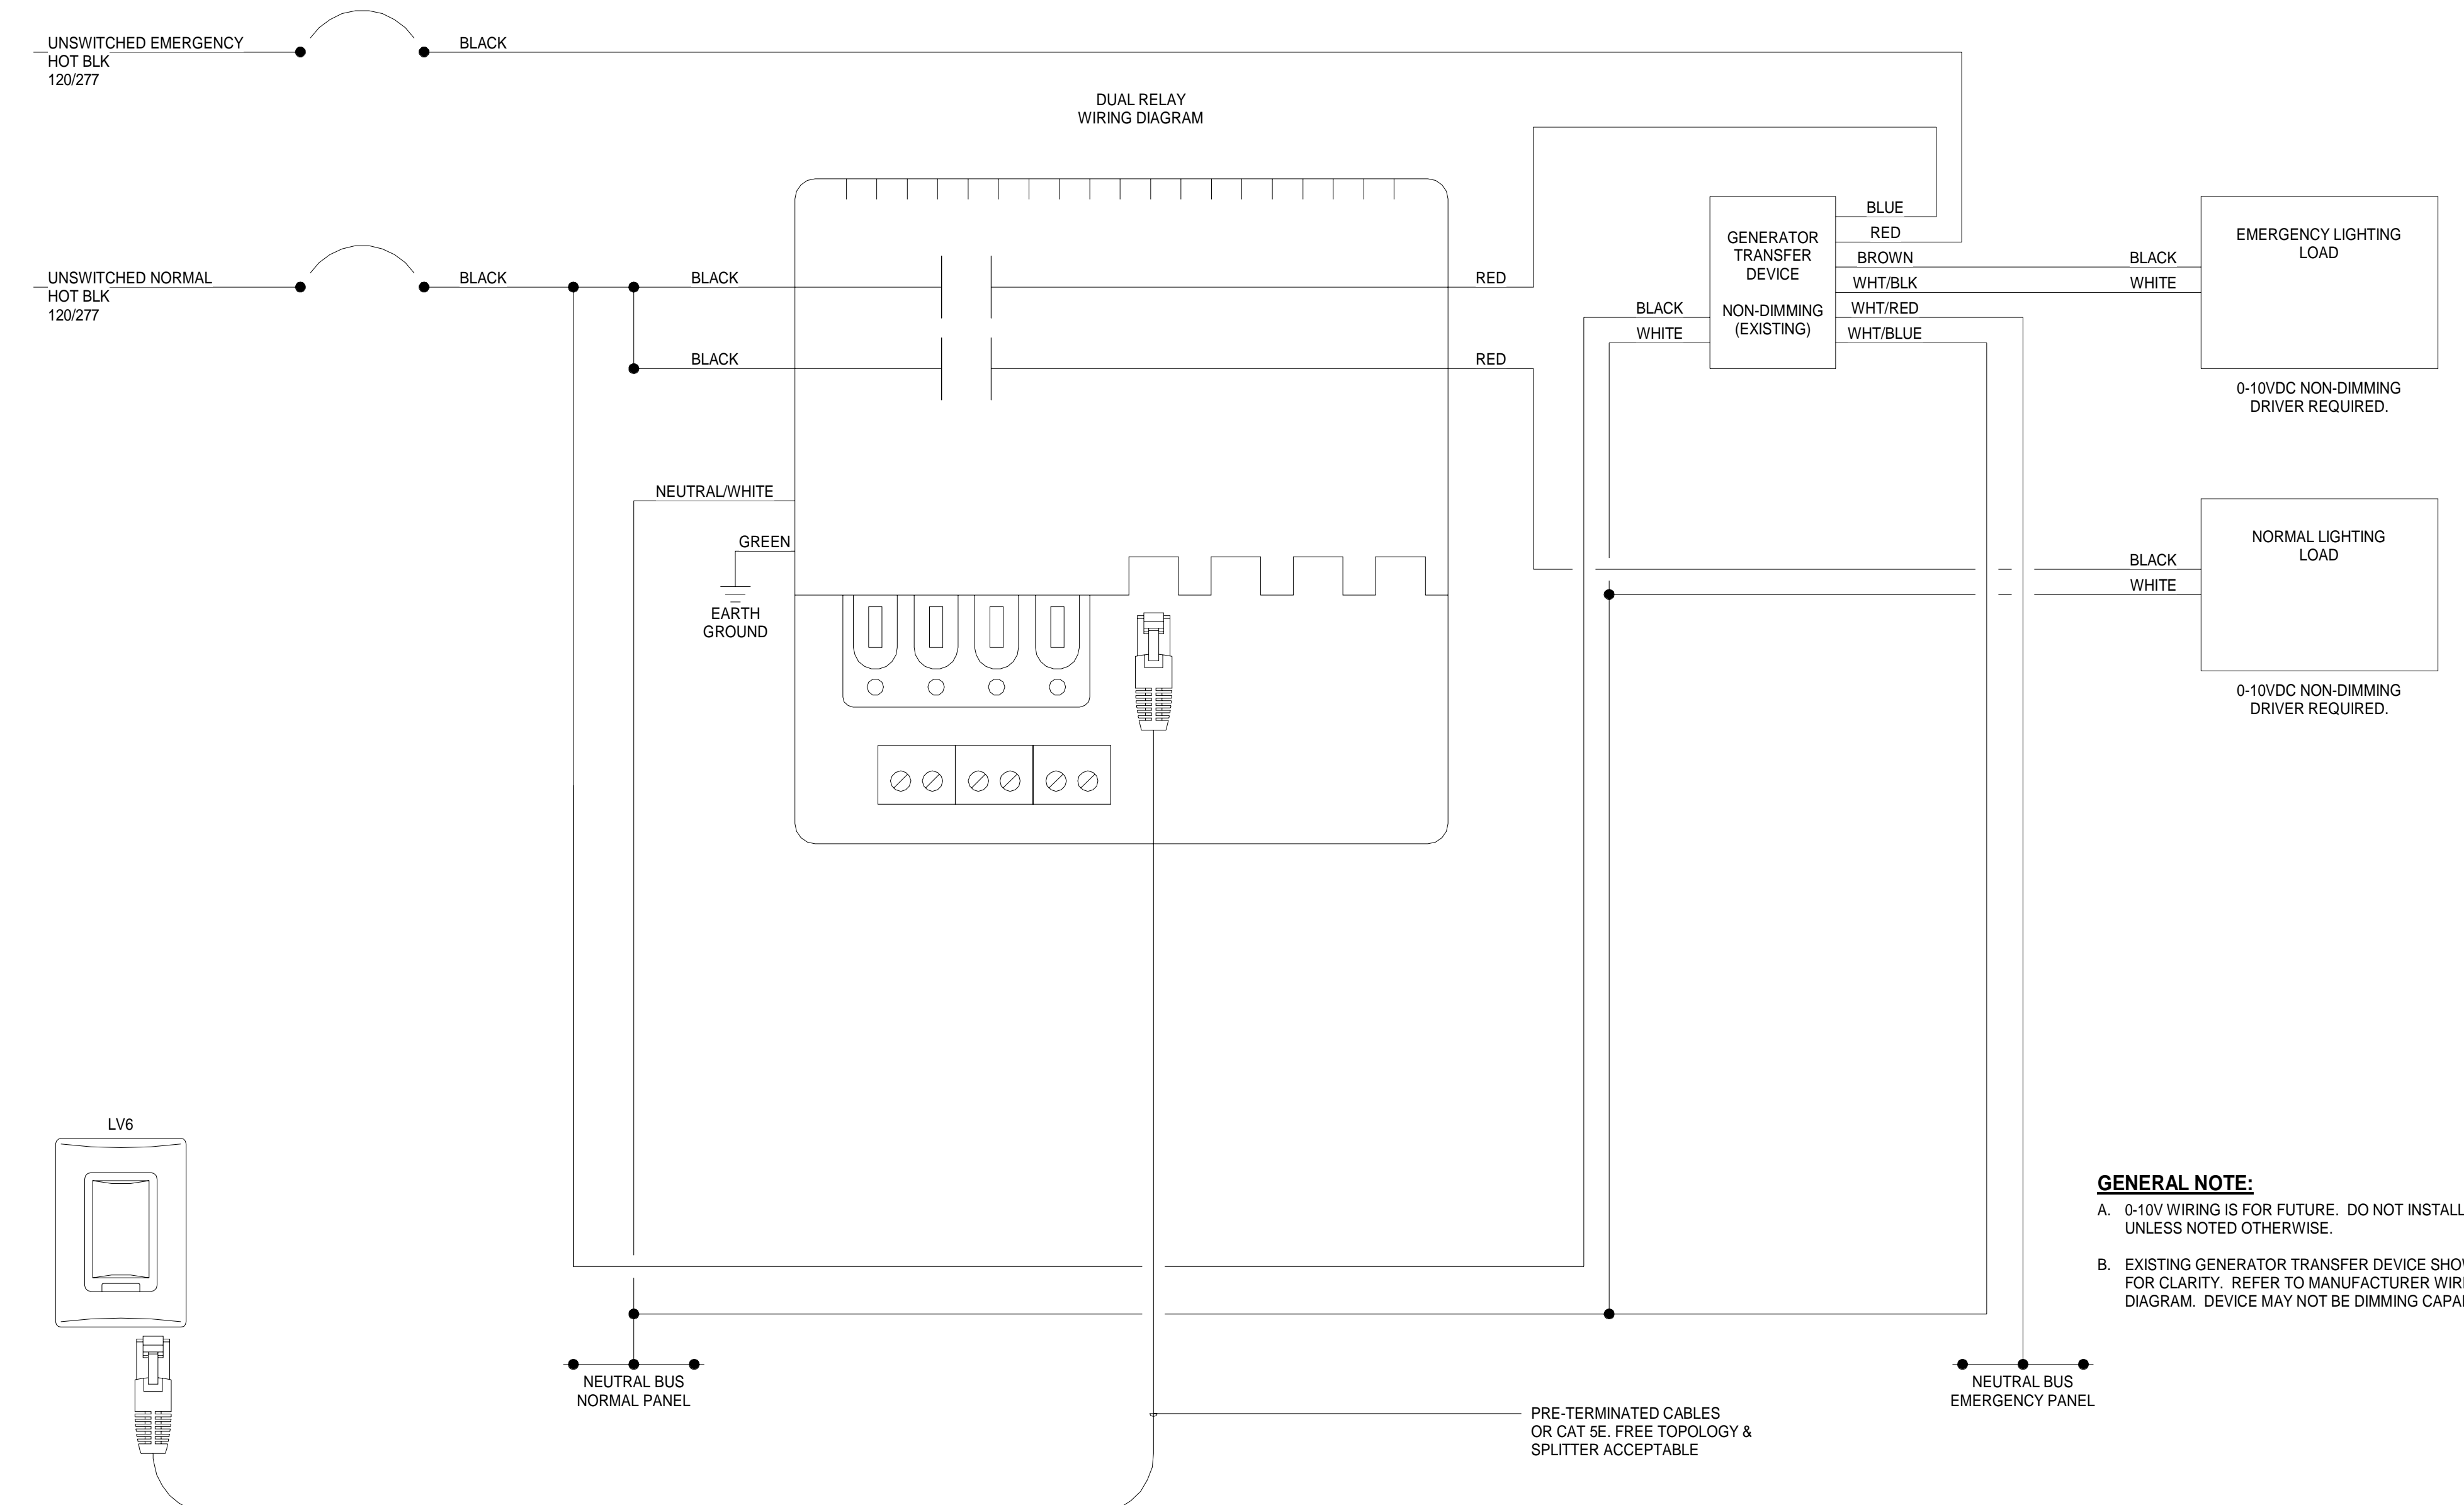 UNSWITCHED EMERGENCY
HOT BLK
120/277
BLACK
DUAL RELAY
WIRING DIAGRAM
UNSWITCHED NORMAL
HOT BLK
120/277
BLACK
BLACK
RED
BLACK
RED
NEUTRAL/WHITE
GREEN
EARTH
GROUND
GENERATOR
TRANSFER
DEVICE
NON-DIMMING
(EXISTING)
BLACK
WHITE
BLUE
RED
BROWN
WHT/BLK
WHT/RED
WHT/BLUE
BLACK
WHITE
EMERGENCY LIGHTING
LOAD
0-10VDC NON-DIMMING
DRIVER REQUIRED.
BLACK
WHITE
NORMAL LIGHTING
LOAD
0-10VDC NON-DIMMING
DRIVER REQUIRED.
LV6
NEUTRAL BUS
NORMAL PANEL
NEUTRAL BUS
EMERGENCY PANEL
PRE-TERMINATED CABLES
OR CAT 5E. FREE TOPOLOGY &
SPLITTER ACCEPTABLE
GENERAL NOTE:
A. 0-10V WIRING IS FOR FUTURE. DO NOT INSTALL
UNLESS NOTED OTHERWISE.
B. EXISTING GENERATOR TRANSFER DEVICE
FOR CLARITY. REFER TO MANUFACTURER
DIAGRAM. DEVICE MAY NOT BE DIMMING